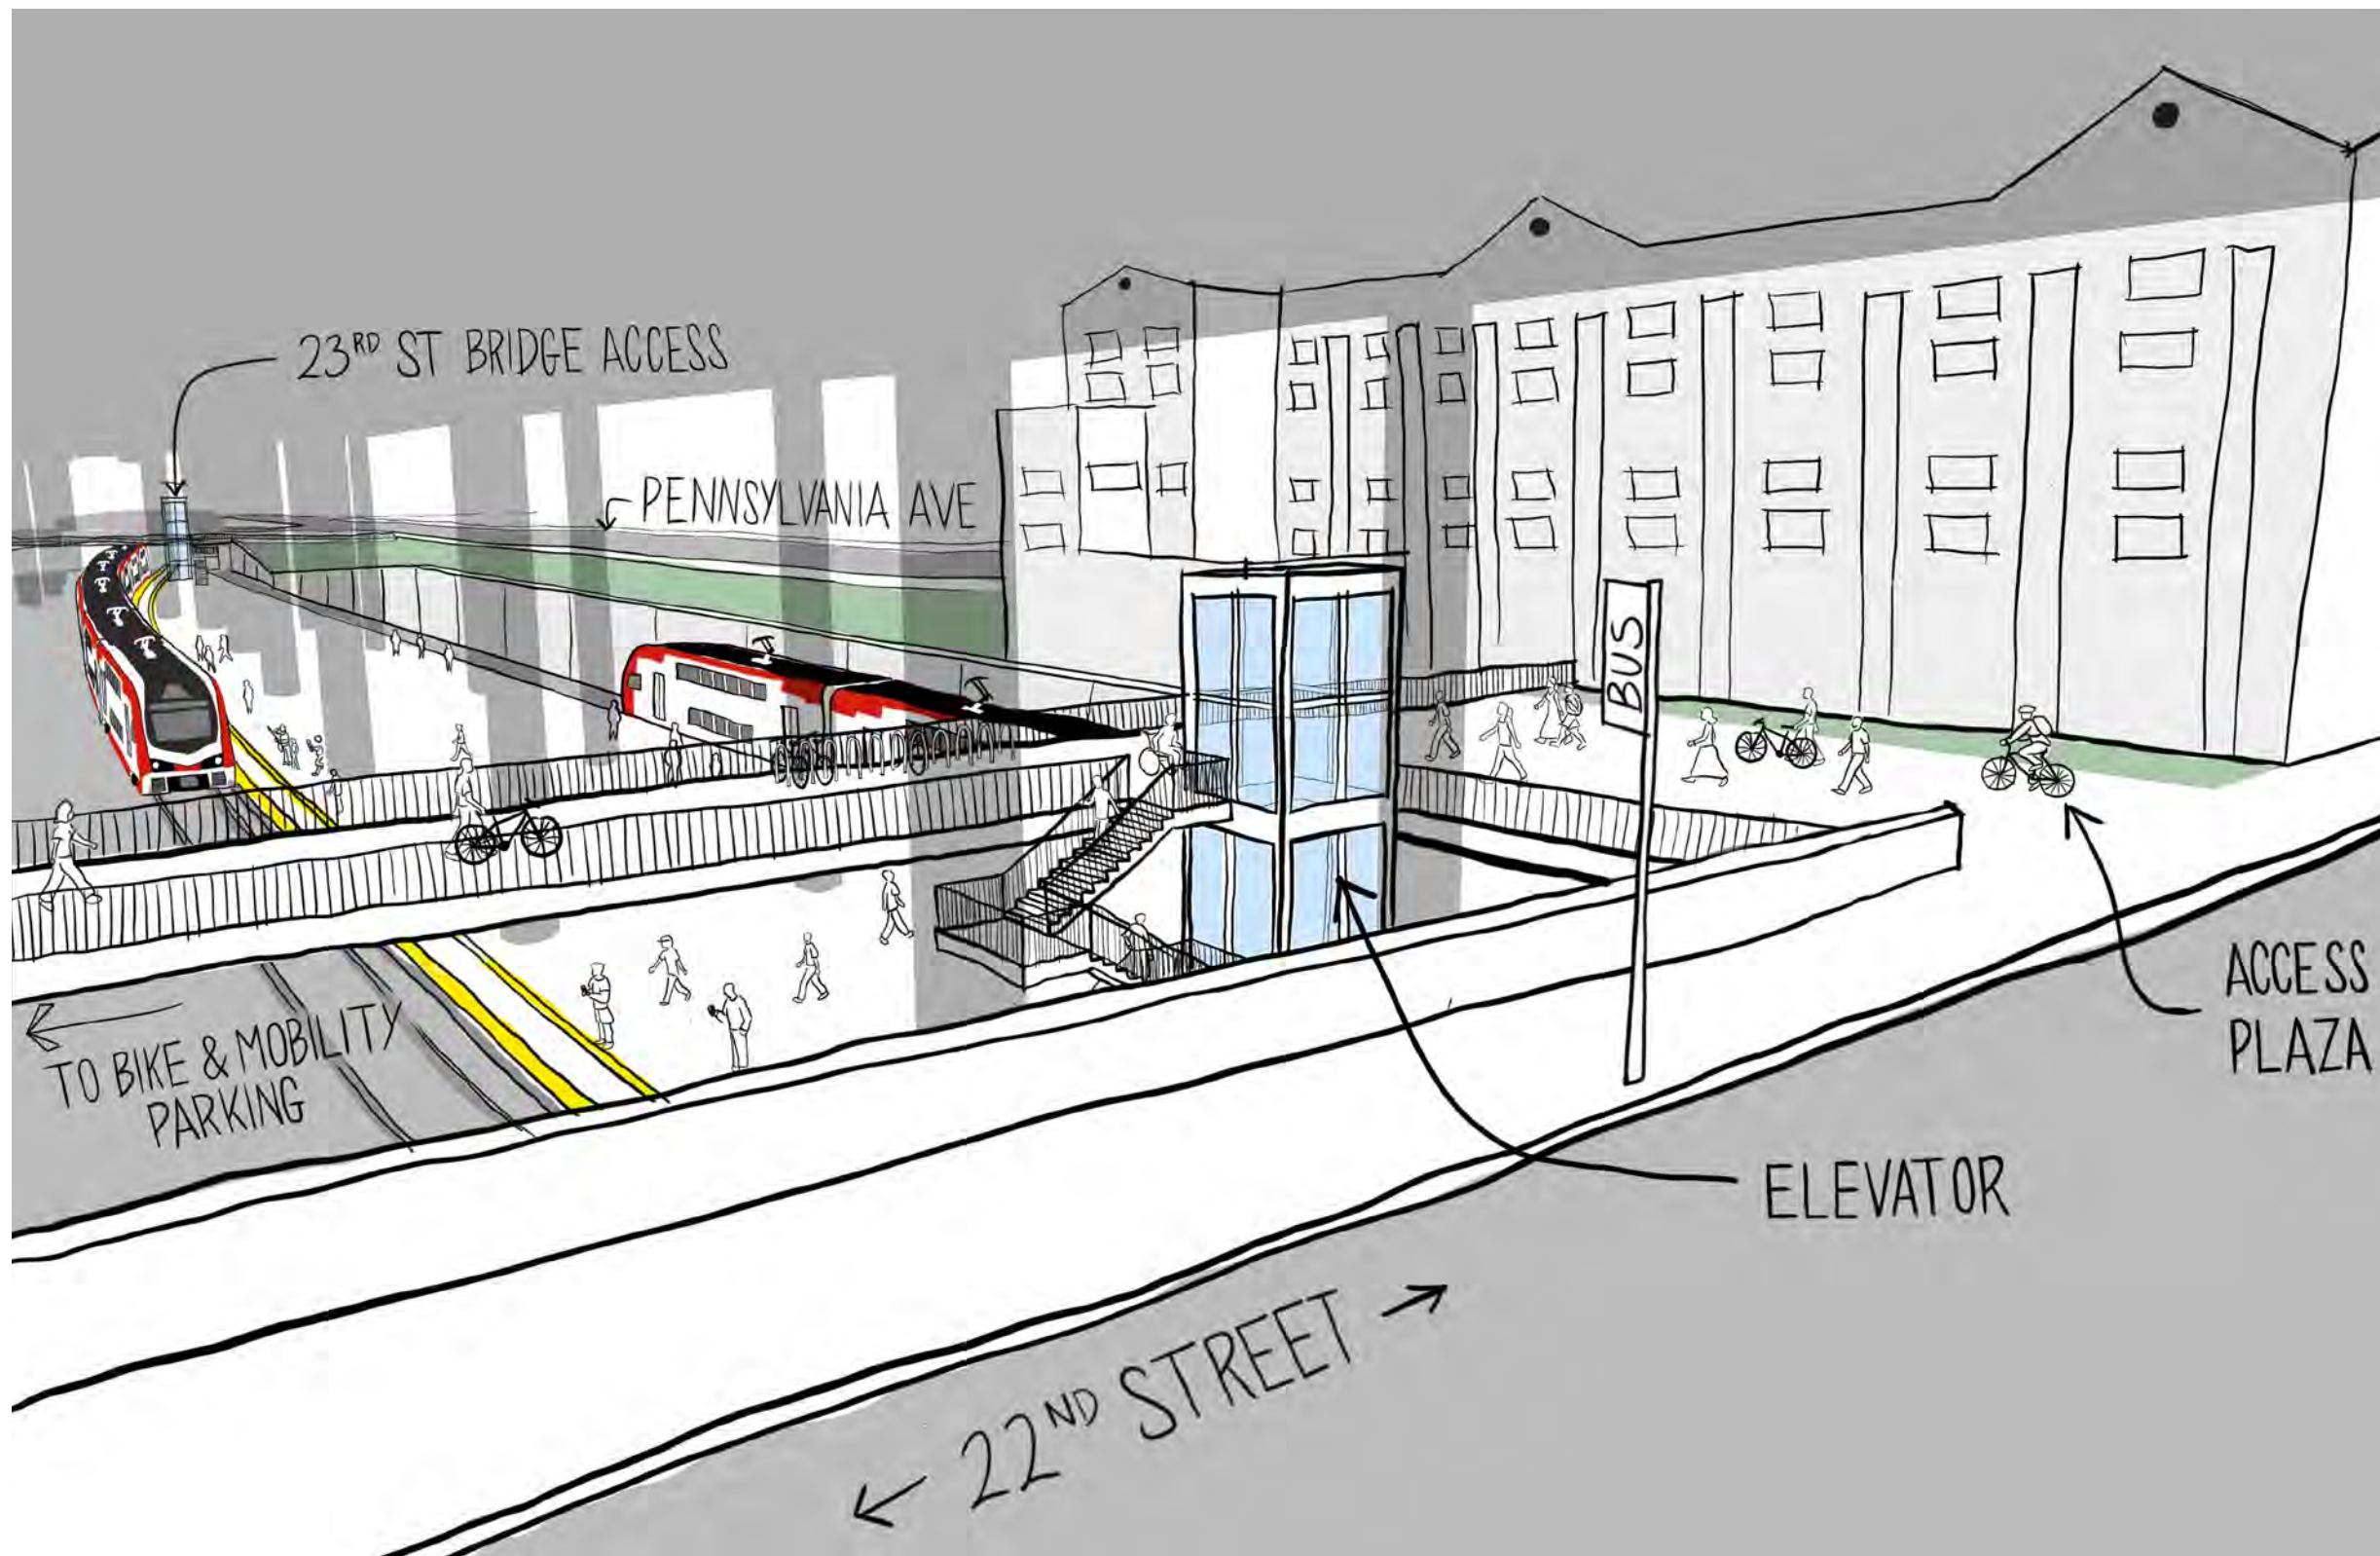 23RD ST BRIDGE ACCESS
PENNSYLVANIA AVE
BUS
ACCESS
PLAZA
TO BIKE & MOBILITY
PARKING
ELEVATOR
22ND STREET